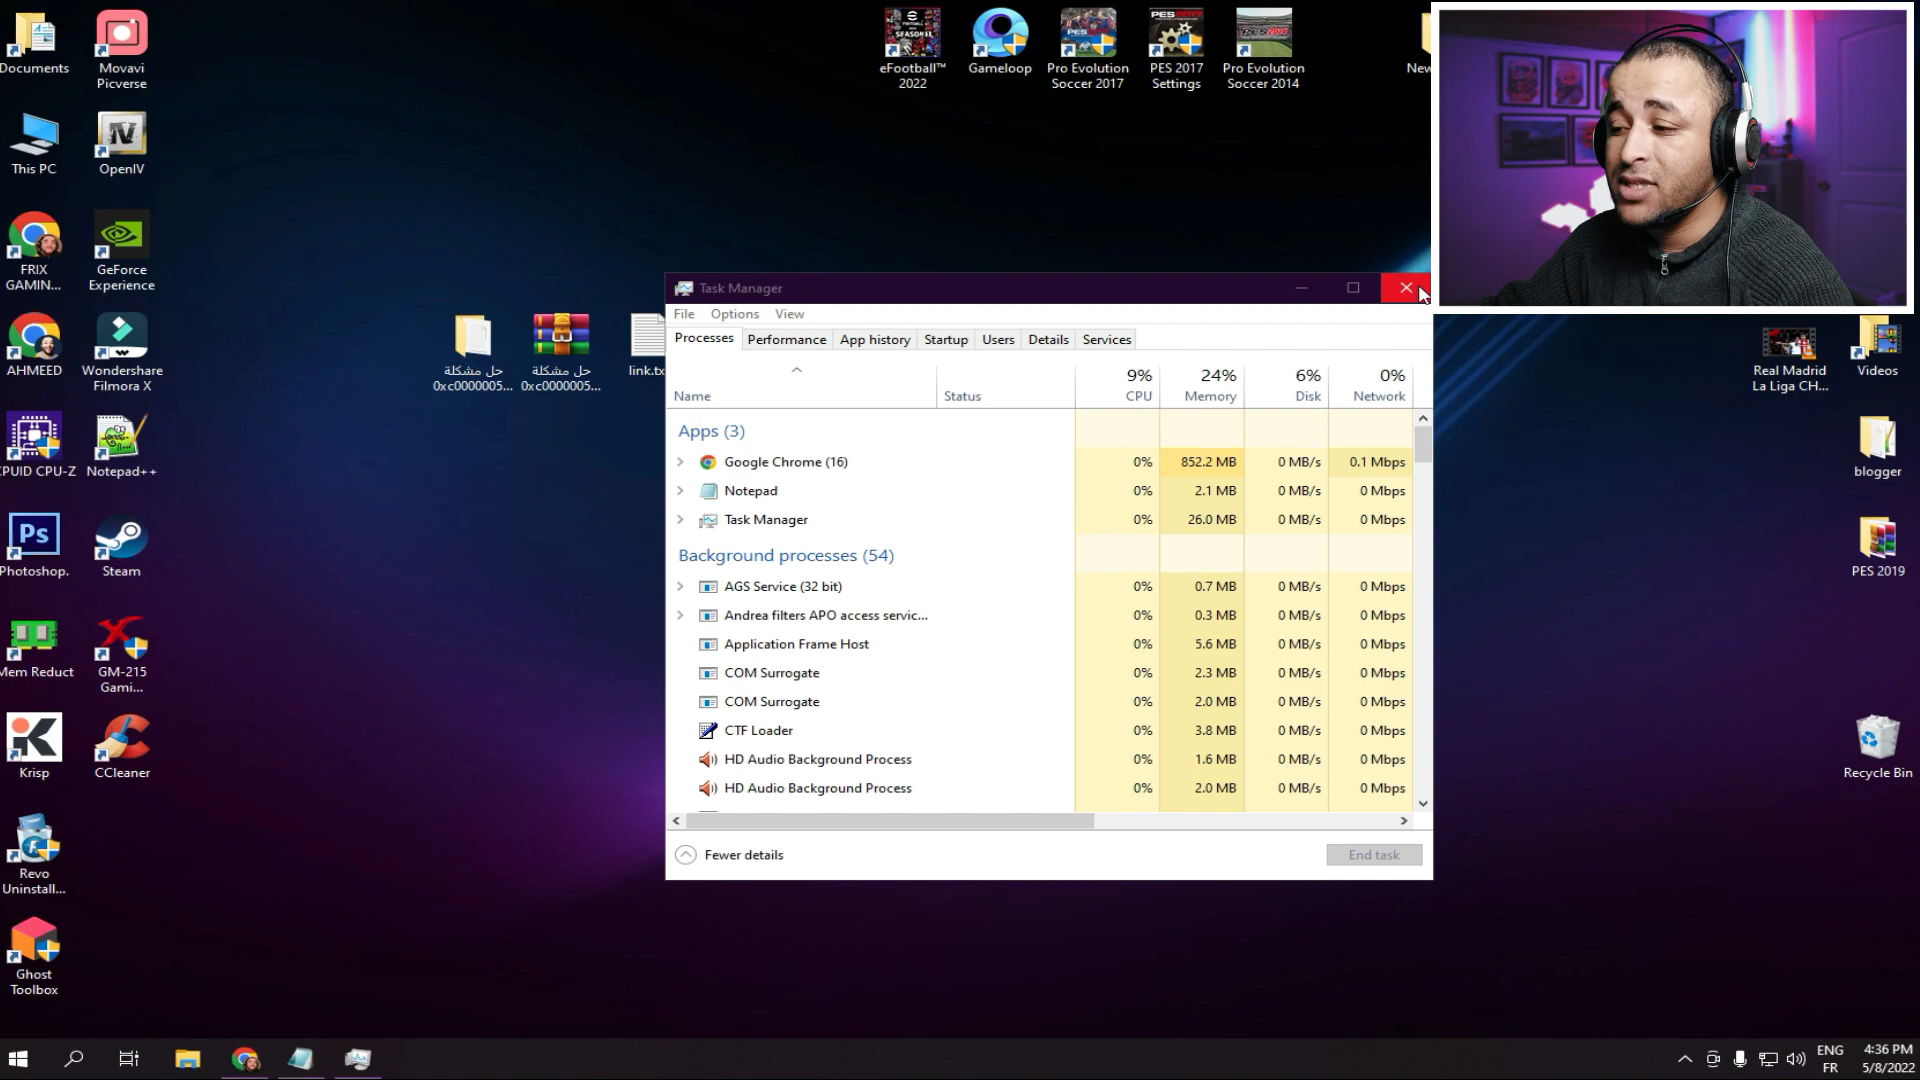 Documents
Movavi
Picverse
eFootball™
2022
Gameloop
Pro Evolution
Soccer 2017
PES 2017
Settings
Pro Evolution
Soccer 2014
New
This PC
OpenIV
FRIX
GAMIN...
GeForce
Experience
AHMEED
Wondershare
Filmora X
حل مشكلة
0xc0000005...
حل مشكلة
0xc0000005...
link.tx
Real Madrid
La Liga CH...
Videos
CPUID CPU-Z
Notepad++
blogger
Photoshop.
Steam
PES 2019
Mem Reduct
GM-215
Gami...
Krisp
CCleaner
Recycle Bin
Revo
Uninstall...
Ghost
Toolbox
Task Manager
File Options View
Processes Performance App history Startup Users Details Services
9% 24% 6% 0%
Name Status CPU Memory Disk Network
Apps (3)
Google Chrome (16) 0% 852.2 MB 0 MB/s 0.1 Mbps
Notepad 0% 2.1 MB 0 MB/s 0 Mbps
Task Manager 0% 26.0 MB 0 MB/s 0 Mbps
Background processes (54)
AGS Service (32 bit) 0% 0.7 MB 0 MB/s 0 Mbps
Andrea filters APO access servic... 0% 0.3 MB 0 MB/s 0 Mbps
Application Frame Host 0% 5.6 MB 0 MB/s 0 Mbps
COM Surrogate 0% 2.3 MB 0 MB/s 0 Mbps
COM Surrogate 0% 2.0 MB 0 MB/s 0 Mbps
CTF Loader 0% 3.8 MB 0 MB/s 0 Mbps
HD Audio Background Process 0% 1.6 MB 0 MB/s 0 Mbps
HD Audio Background Process 0% 2.0 MB 0 MB/s 0 Mbps
Fewer details
End task
ENG
FR
4:36 PM
5/8/2022